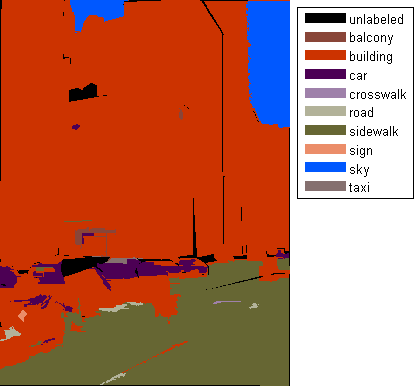 unlabeled
balcony
building
car
crosswalk
road
sidewalk
sign
sky
taxi